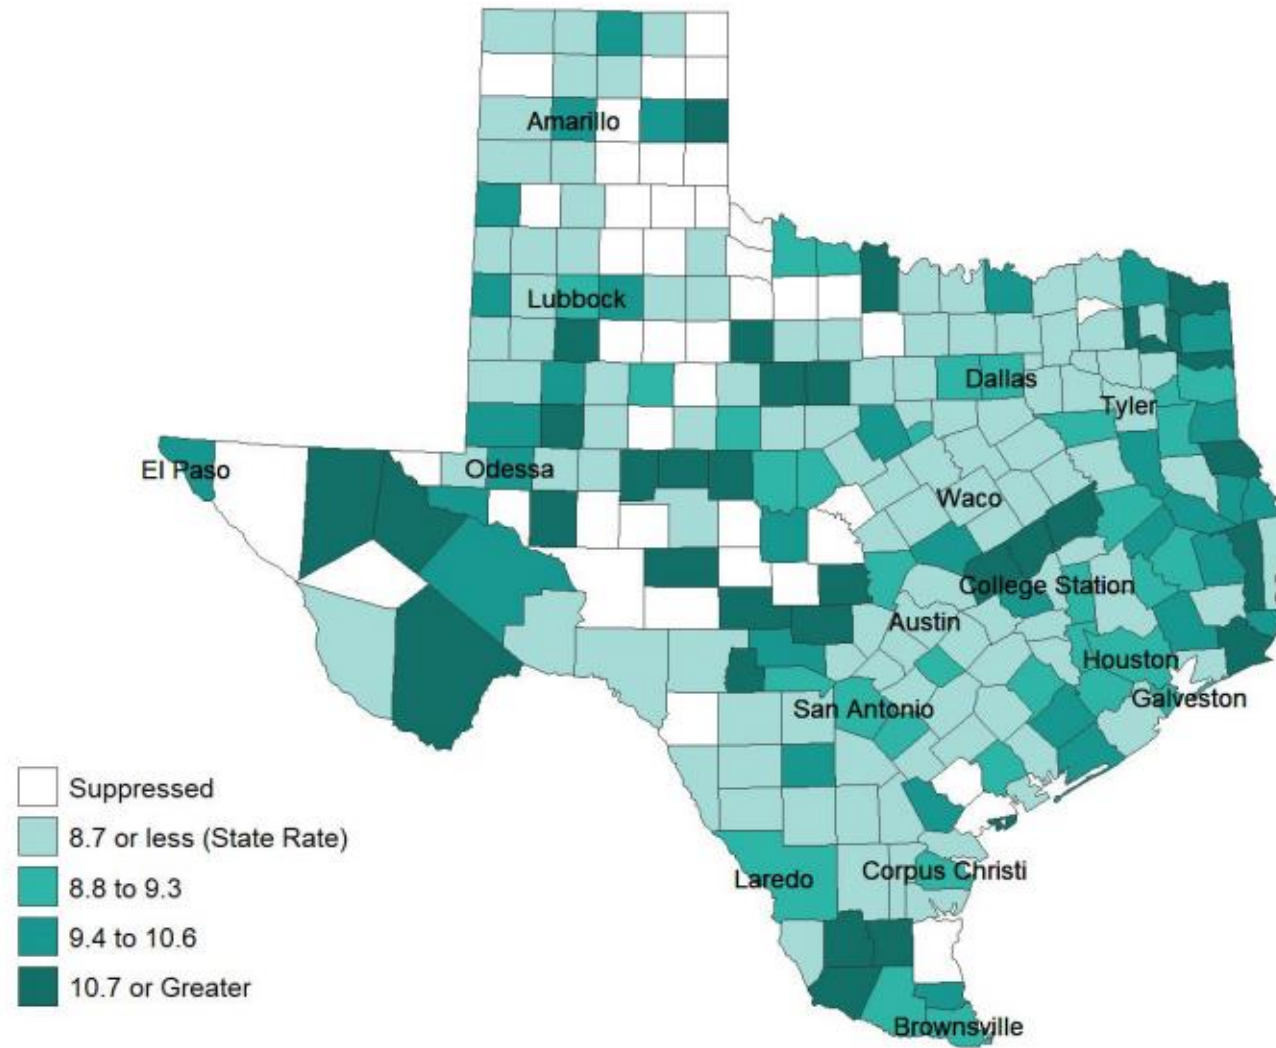 Amarillo
Lubbock
Dallas
Tyler
El Paso
Odessa
Waco
College Station
Austin
Houston
Galveston
San Antonio
Suppressed
8.7 or less (State Rate)
Corpus Christi
Laredo
8.8 to 9.3
9.4 to 10.6
10.7 or Greater
Brownsville